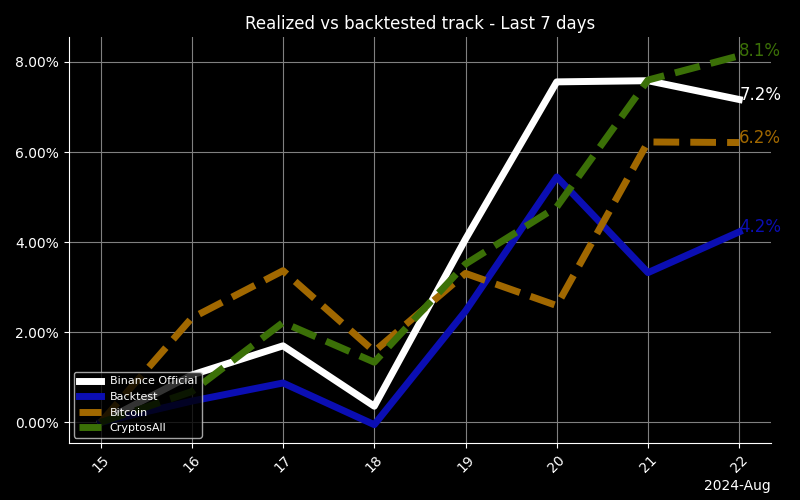 Realized vs backtested track - Last 7 days
8.00%
6.00%
4.00%
2.00%
0.00%
8.1%
7.2%
6.2%
4.2%
Binance Official
Backtest
Bitcoin
CryptosAll
15
16
17
18
19
20
21
22
2024-Aug